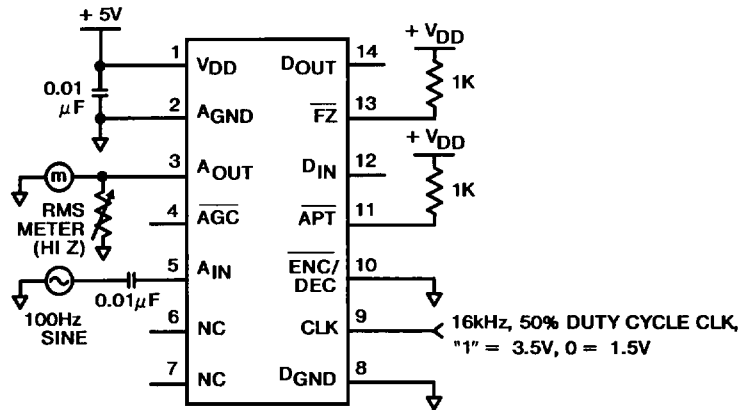 + 5V
0.01
μF
1
VDD
2
AGND
3
AOUT
m
RMS
METER
(HI Z)
4
AGC
5
AIN
0.01μF
100Hz
SINE
6
NC
7
NC
DOUT
14
FZ
13
+ VDD
1K
DIN
12
APT
11
+ VDD
1K
ENC/
DEC
10
CLK
9
16kHz, 50% DUTY CYCLE CLK,
"1" = 3.5V, 0 = 1.5V
DGND
8